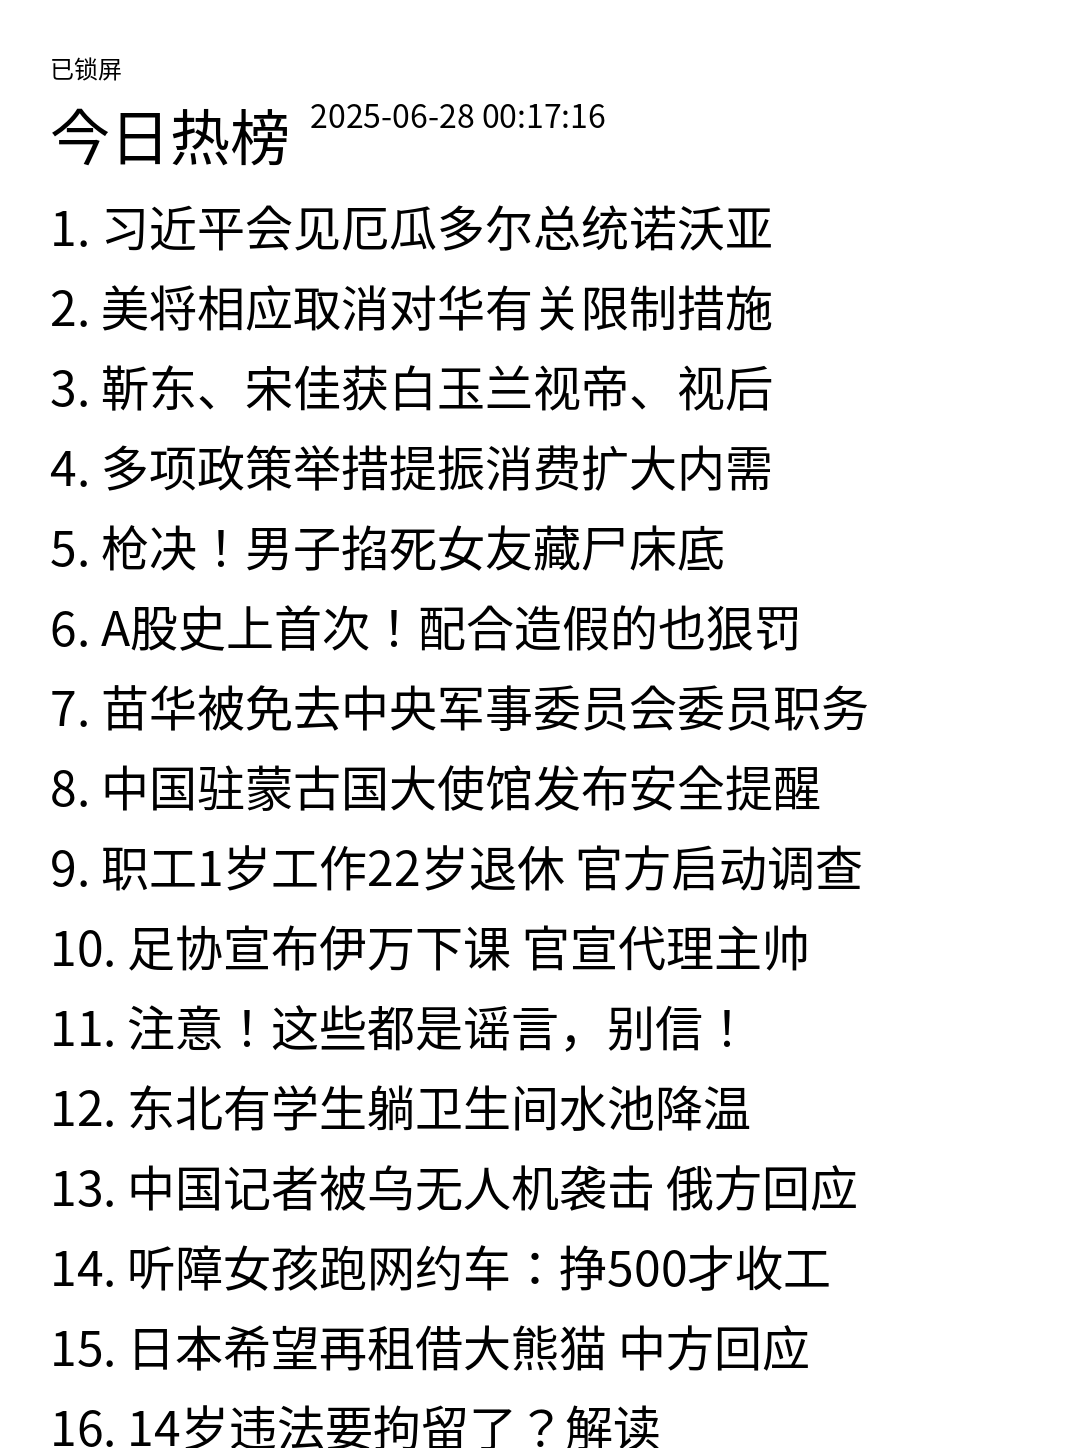 已锁屏
今日热榜 2025-06-28 00:17:16
1. 习近平会见厄瓜多尔总统诺沃亚
2. 美将相应取消对华有关限制措施
3. 靳东、宋佳获白玉兰视帝、视后
4. 多项政策举措提振消费扩大内需
5. 枪决！男子掐死女友藏尸床底
6. A股史上首次！配合造假的也狠罚
7. 苗华被免去中央军事委员会委员职务
8. 中国驻蒙古国大使馆发布安全提醒
9. 职工1岁工作22岁退休 官方启动调查
10. 足协宣布伊万下课 官宣代理主帅
11. 注意！这些都是谣言，别信！
12. 东北有学生躺卫生间水池降温
13. 中国记者被乌无人机袭击 俄方回应
14. 听障女孩跑网约车：挣500才收工
15. 日本希望再租借大熊猫 中方回应
16. 14岁违法要拘留了？解读